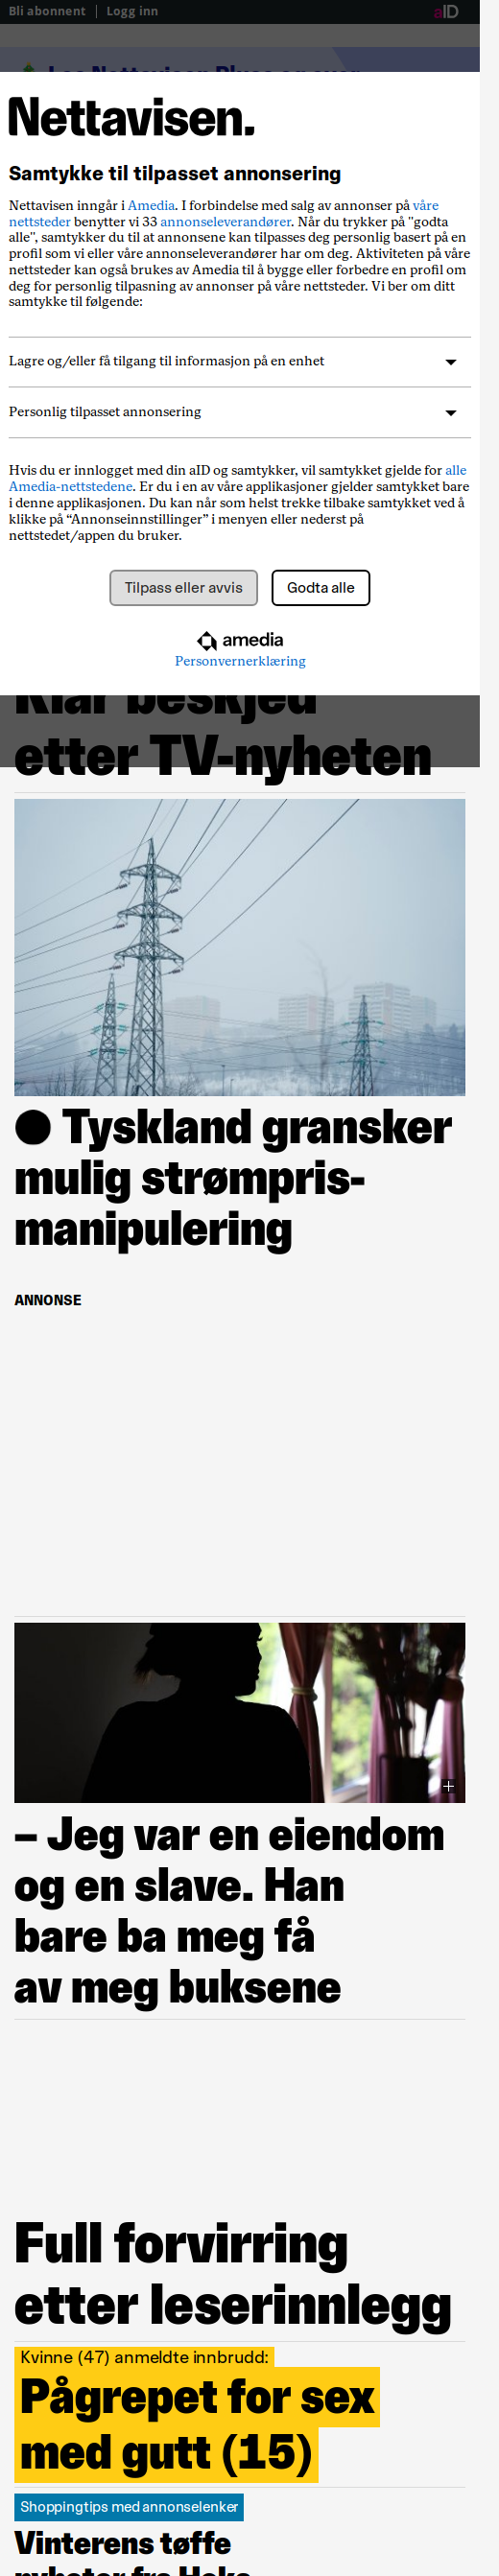 Bli abonnent | Logg inn
aID
Nettavisen.
Samtykke til tilpasset annonsering
Nettavisen inngår i Amedia. I forbindelse med salg av annonser på våre
nettsteder benytter vi 33 annonseleverandører. Når du trykker på "godta
alle", samtykker du til at annonsene kan tilpasses deg personlig basert på en
profil som vi eller våre annonseleverandører har om deg. Aktiviteten på våre
nettsteder kan også brukes av Amedia til å bygge eller forbedre en profil om
deg for personlig tilpasning av annonser på våre nettsteder. Vi ber om ditt
samtykke til følgende:
Lagre og/eller få tilgang til informasjon på en enhet
Personlig tilpasset annonsering
Hvis du er innlogget med din aID og samtykker, vil samtykket gjelde for alle
Amedia-nettstedene. Er du i en av våre applikasjoner gjelder samtykket bare
i denne applikasjonen. Du kan når som helst trekke tilbake samtykket ved å
klikke på “Annonseinnstillinger” i menyen eller nederst på
nettstedet/appen du bruker.
Tilpass eller avvis
Godta alle
amedia
Personvernerklæring
Klar beskjed
etter TV-nyheten
Tyskland gransker
mulig strømpris-
manipulering
ANNONSE
– Jeg var en eiendom
og en slave. Han
bare ba meg få
av meg buksene
Full forvirring
etter leserinnlegg
Kvinne (47) anmeldte innbrudd:
Pågrepet for sex
med gutt (15)
Shoppingtips med annonselenker
Vinterens tøffe